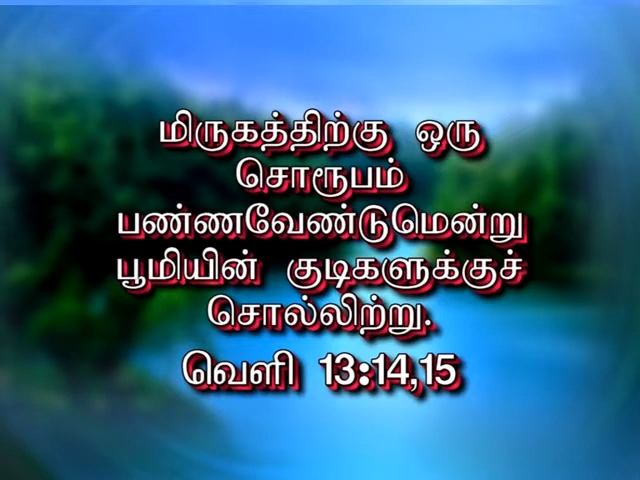 மிருகத்திற்கு ஒரு
சொரூபம்
பண்ணவேண்டுமென்று
பூமியின் குடிகளுக்குச்
சொல்லிற்று.
வெளி 13:14,15